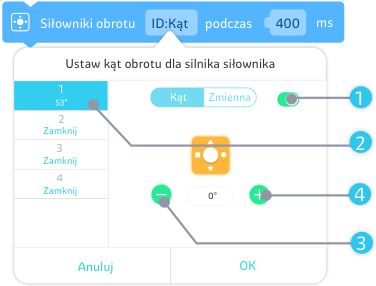 Siłowniki obrotu ID:Kąt podczas 400 ms
Ustaw kąt obrotu dla silnika siłownika
1
53°
Kąt Zmienna
1
2
Zamknij
2
3
Zamknij
4
Zamknij
− 0° +
4
3
Anuluj OK